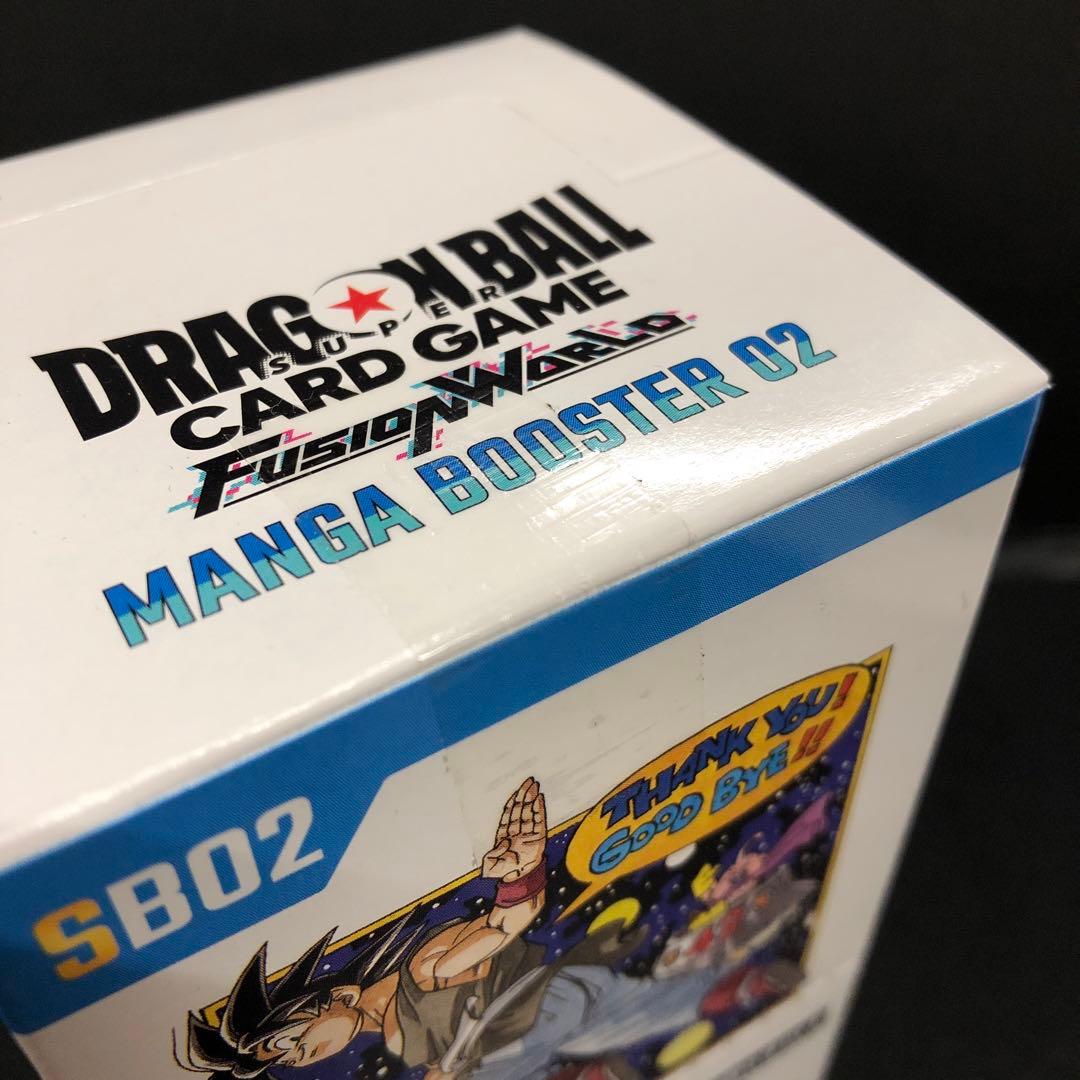 DRAGON BALL
SUPER
CARD GAME
FUSION WORLD
MANGA BOOSTER 02
SB02
THANK YOU!
GOOD BYE!!